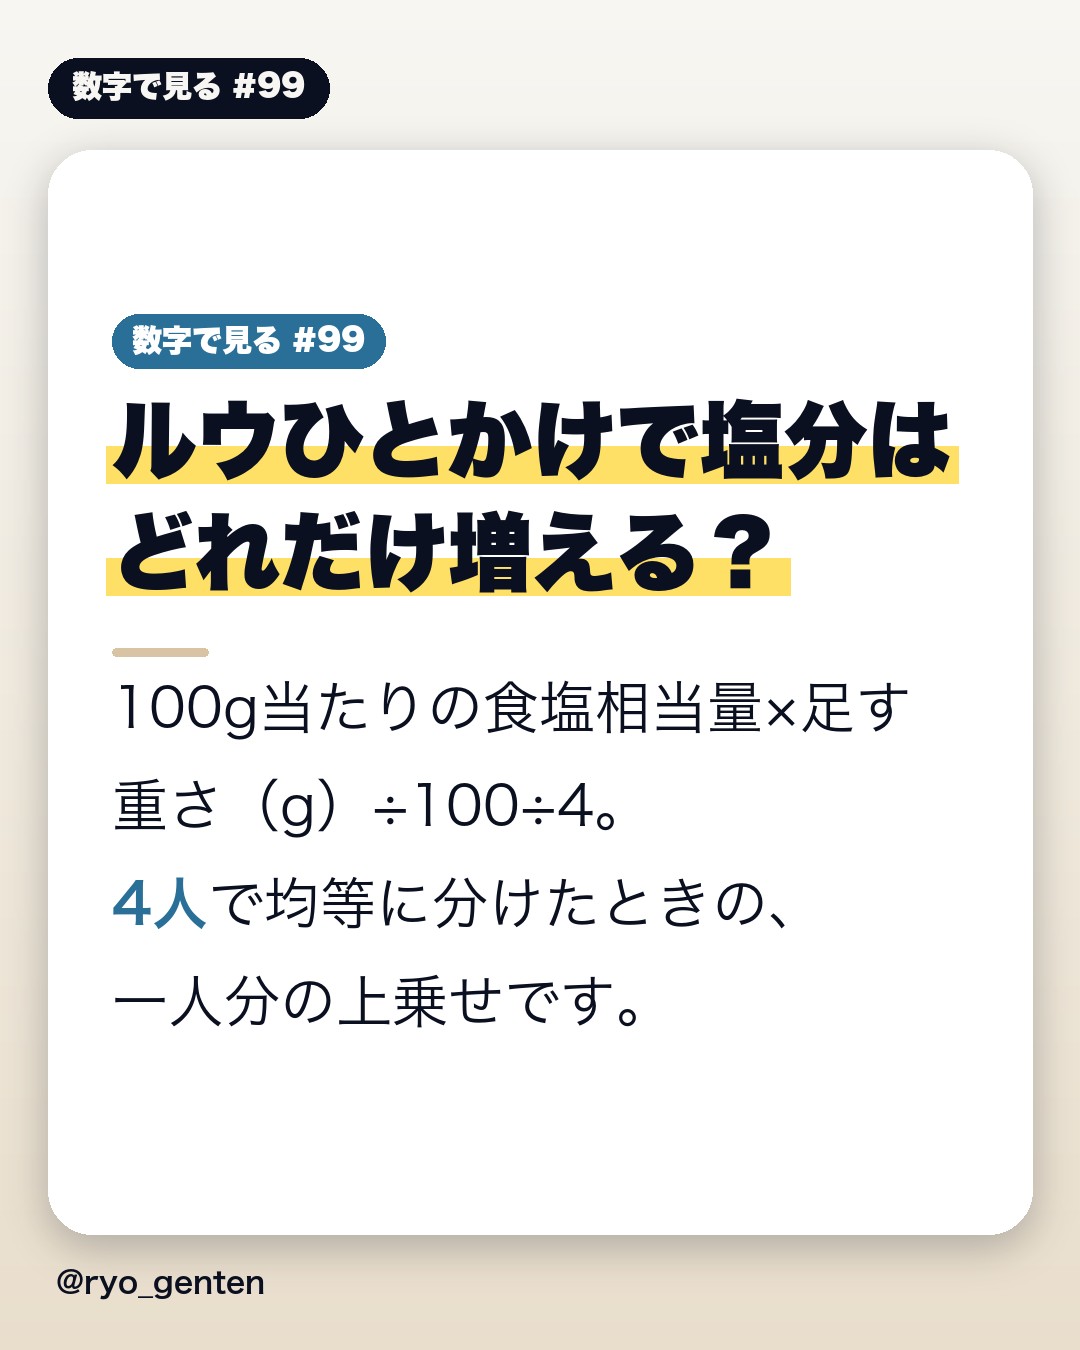 数字で見る #99
数字で見る #99
ルウひとかけで塩分は
どれだけ増える？
100g当たりの食塩相当量×足す
重さ（g）÷100÷4。
4人で均等に分けたときの、
一人分の上乗せです。
@ryo_genten